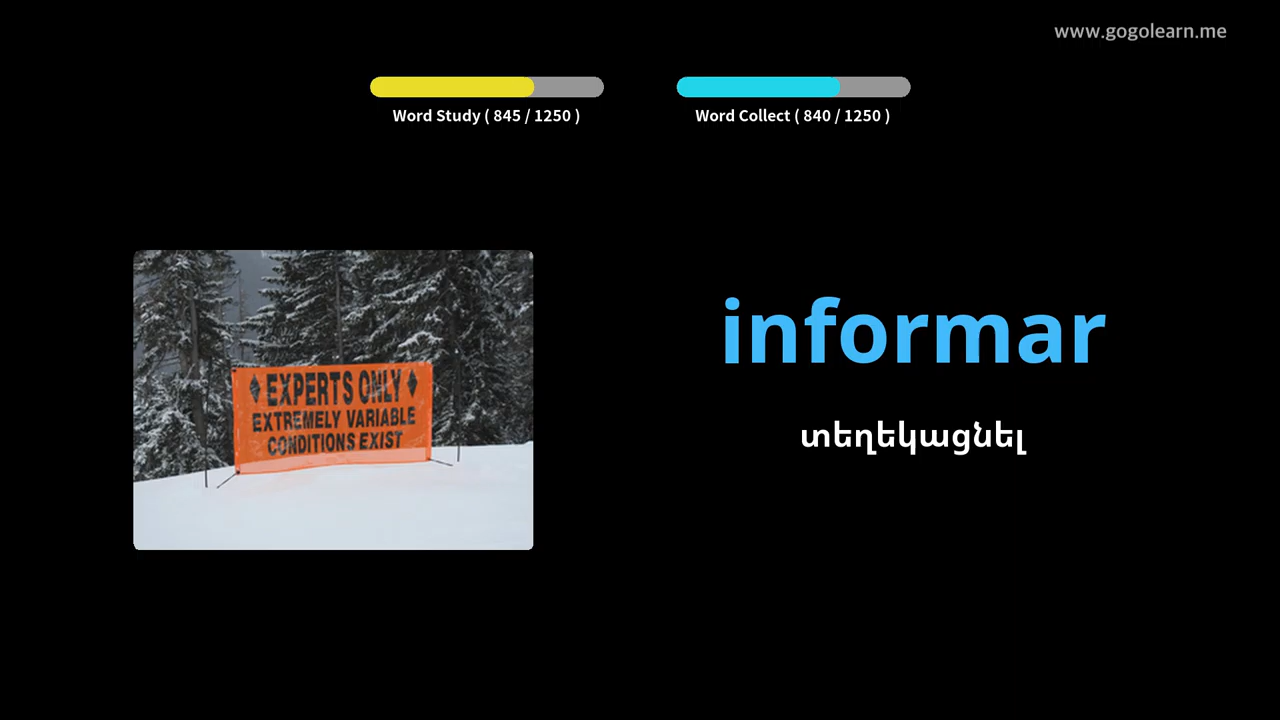 www.gogolearn.me
Word Study ( 845 / 1250 )
Word Collect ( 840 / 1250 )
EXPERTS ONLY
EXTREMELY VARIABLE
CONDITIONS EXIST
informar
տեղեկացնել